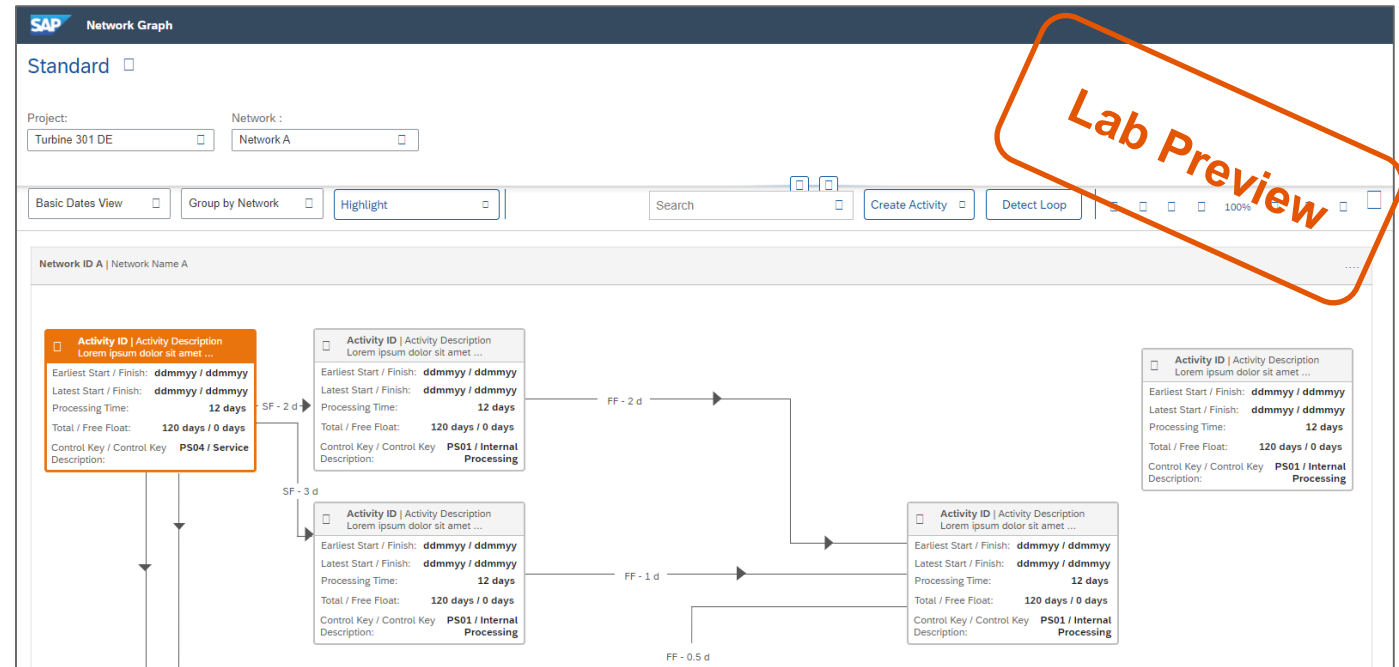 SAP Network Graph
Standard
Lab Preview
Project:
Network :
Turbine 301 DE
Network A
Basic Dates View
Group by Network
Highlight
Search
Create Activity
Detect Loop
100%
Network ID A | Network Name A
....
Activity ID | Activity Description
Lorem ipsum dolor sit amet ...
Earliest Start / Finish: ddmmyy / ddmmyy
Latest Start / Finish: ddmmyy / ddmmyy
Processing Time: 12 days
Total / Free Float: 120 days / 0 days
Control Key / Control Key PS04 / Service
Description:
SF - 2 d
SF - 3 d
Activity ID | Activity Description
Lorem ipsum dolor sit amet ...
Earliest Start / Finish: ddmmyy / ddmmyy
Latest Start / Finish: ddmmyy / ddmmyy
Processing Time: 12 days
Total / Free Float: 120 days / 0 days
Control Key / Control Key PS01 / Internal
Description: Processing
FF - 2 d
Activity ID | Activity Description
Lorem ipsum dolor sit amet ...
Earliest Start / Finish: ddmmyy / ddmmyy
Latest Start / Finish: ddmmyy / ddmmyy
Processing Time: 12 days
Total / Free Float: 120 days / 0 days
Control Key / Control Key PS01 / Internal
Description: Processing
Activity ID | Activity Description
Lorem ipsum dolor sit amet ...
Earliest Start / Finish: ddmmyy / ddmmyy
Latest Start / Finish: ddmmyy / ddmmyy
Processing Time: 12 days
Total / Free Float: 120 days / 0 days
Control Key / Control Key PS01 / Internal
Description: Processing
FF - 1 d
FF - 0.5 d
Activity ID | Activity Description
Lorem ipsum dolor sit amet ...
Earliest Start / Finish: ddmmyy / ddmmyy
Latest Start / Finish: ddmmyy / ddmmyy
Processing Time: 12 days
Total / Free Float: 120 days / 0 days
Control Key / Control Key PS01 / Internal
Description: Processing